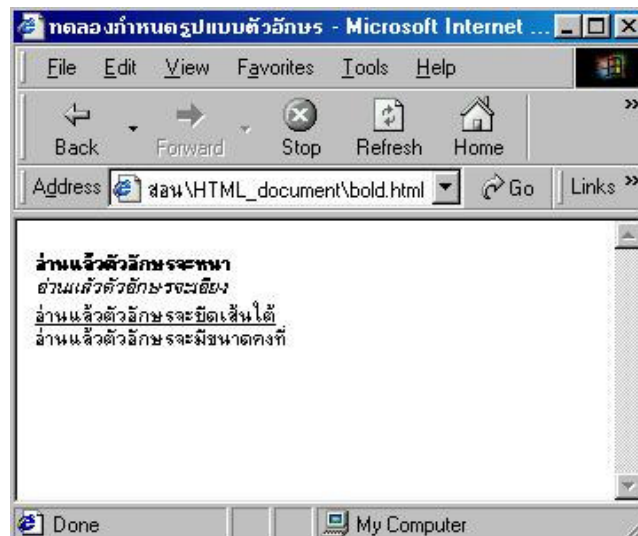 ทดลองกำหนดรูปแบบตัวอักษร - Microsoft Internet ...
File Edit View Favorites Tools Help
Back Forward Stop Refresh Home »
Address สอน\HTML_document\bold.html Go Links »
อ่านแล้วตัวอักษรจะหนา
อ่านแล้วตัวอักษรจะเอียง
อ่านแล้วตัวอักษรจะขีดเส้นใต้
อ่านแล้วตัวอักษรจะมีขนาดคงที่
Done My Computer